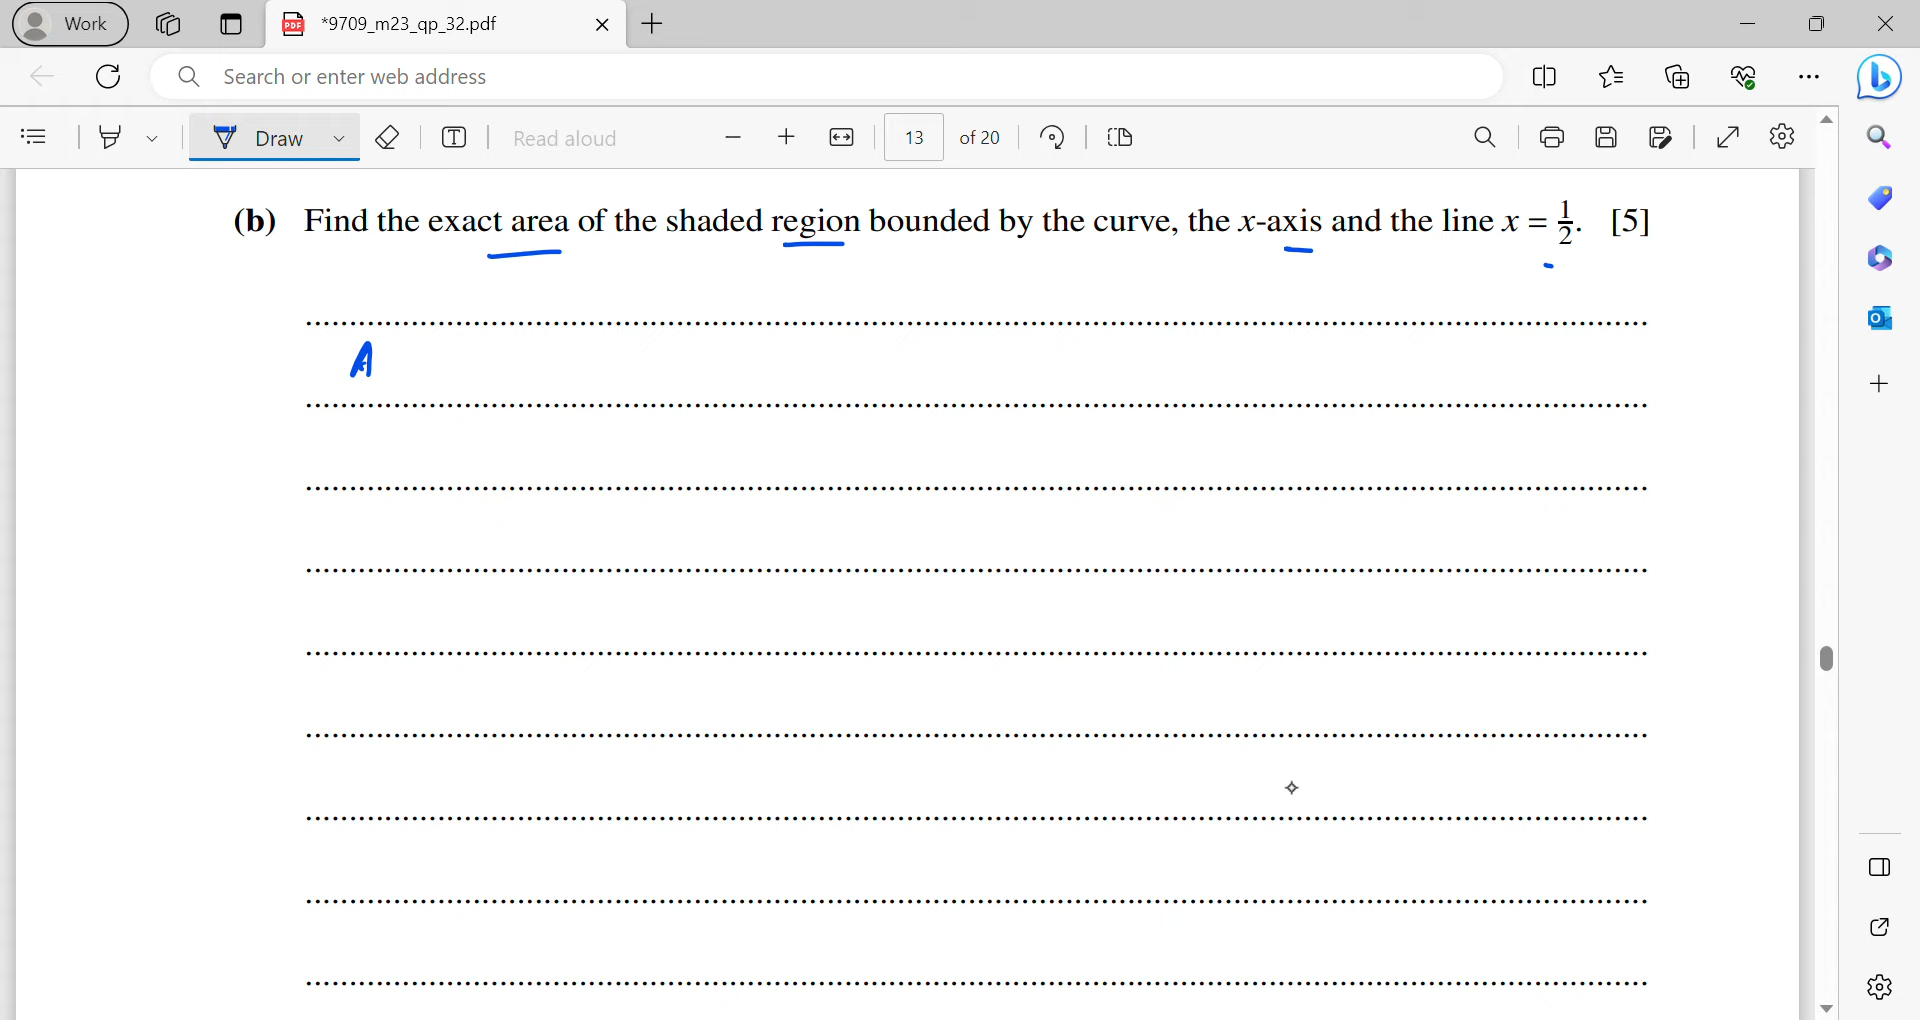 Work
*9709_m23_qp_32.pdf
Search or enter web address
Draw
Read aloud
13
of 20
(b) Find the exact area of the shaded region bounded by the curve, the x-axis and the line x = 1/2. [5]
A